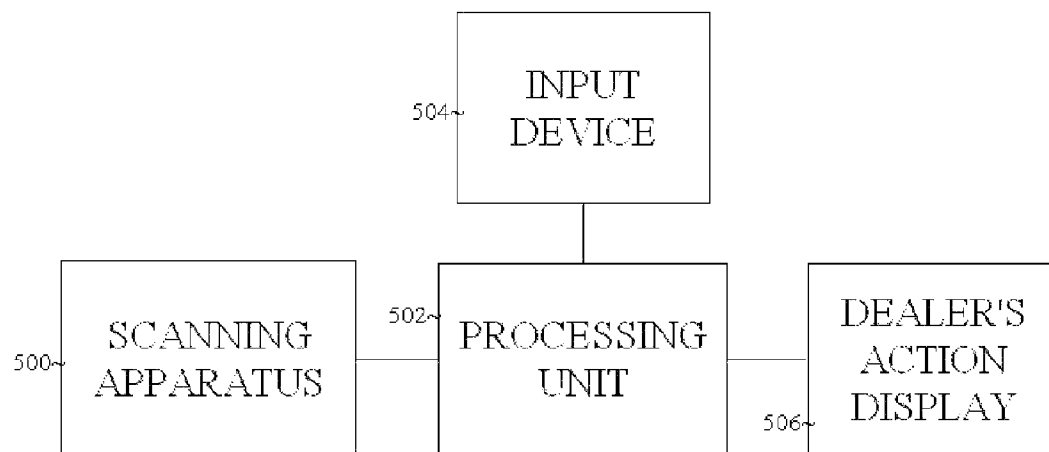 504~
INPUT
DEVICE
500~
SCANNING
APPARATUS
502~
PROCESSING
UNIT
506~
DEALER'S
ACTION
DISPLAY